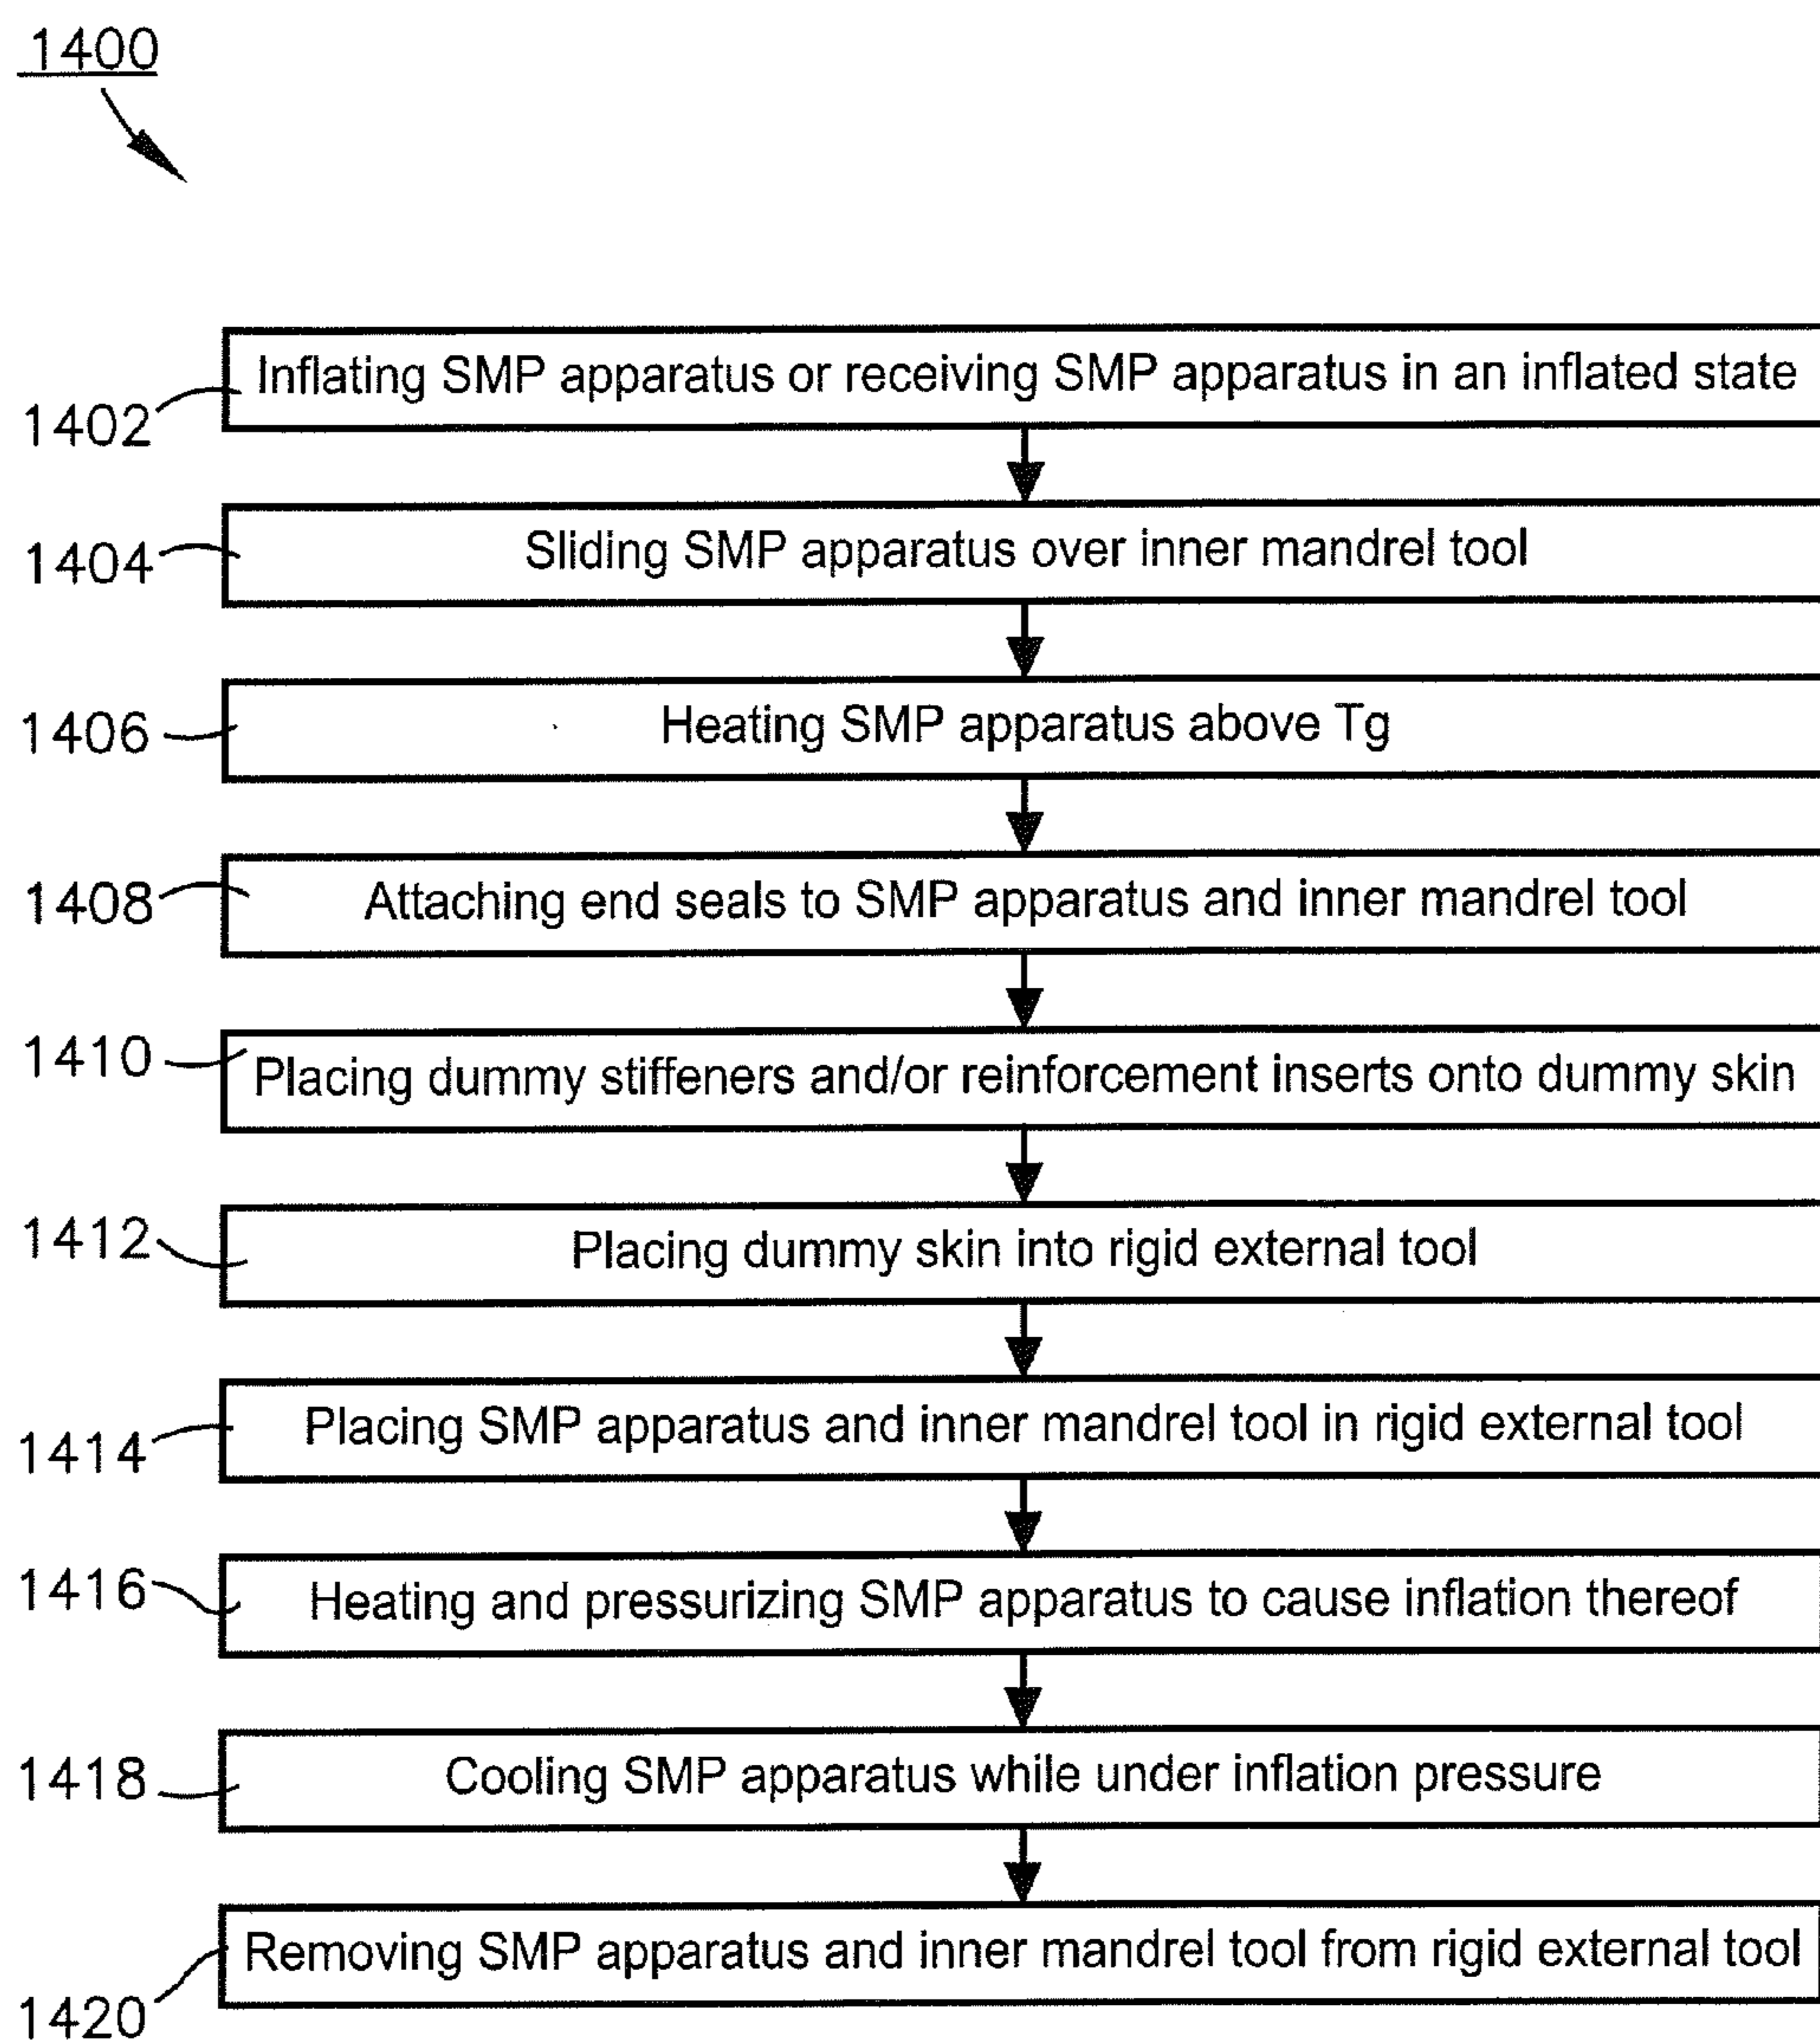 1400
Inflating SMP apparatus or receiving SMP apparatus in an inflated state
1402
Sliding SMP apparatus over inner mandrel tool
1404
Heating SMP apparatus above Tg
1406
Attaching end seals to SMP apparatus and inner mandrel tool
1408
Placing dummy stiffeners and/or reinforcement inserts onto dummy skin
1410
Placing dummy skin into rigid external tool
1412
Placing SMP apparatus and inner mandrel tool in rigid external tool
1414
Heating and pressurizing SMP apparatus to cause inflation thereof
1416
Cooling SMP apparatus while under inflation pressure
1418
Removing SMP apparatus and inner mandrel tool from rigid external tool
1420